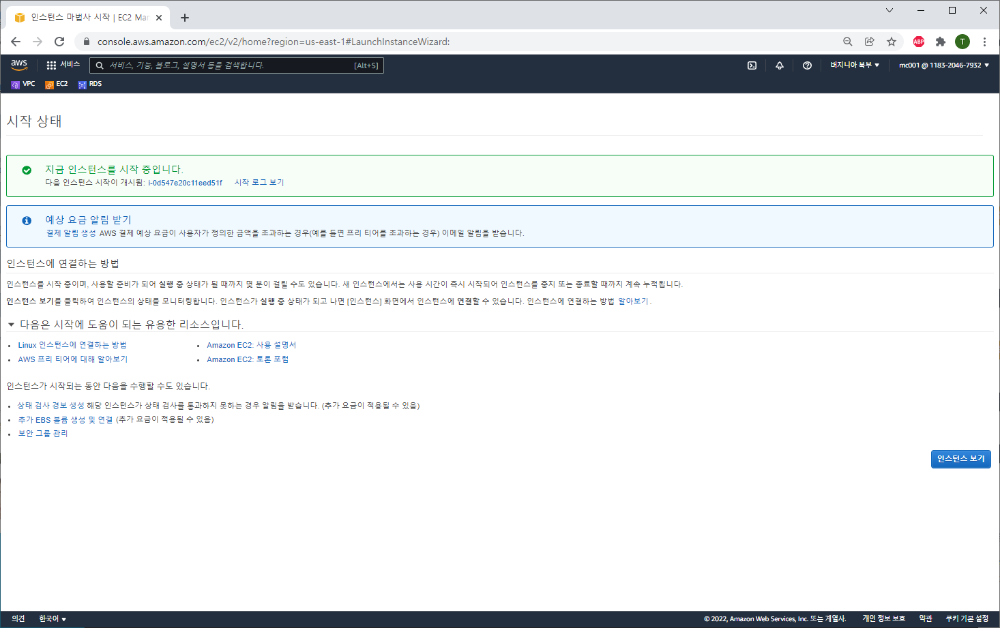 인스턴스 마법사 시작 | EC2 Mar
console.aws.amazon.com/ec2/v2/home?region=us-east-1#LaunchInstanceWizard:
ABP
T
aws
서비스
서비스, 기능, 블로그, 설명서 등을 검색합니다.
[Alt+S]
버지니아 북부
mc001 @ 1183-2046-7932
VPC
EC2
RDS
시작 상태
지금 인스턴스를 시작 중입니다.
다음 인스턴스 시작이 개시됨: i-0d547e20c11eed51f 시작 로그 보기
예상 요금 알림 받기
결제 알림 생성 AWS 결제 예상 요금이 사용자가 정의한 금액을 초과하는 경우(예를 들면 프리 티어를 초과하는 경우) 이메일 알림을 받습니다.
인스턴스에 연결하는 방법
인스턴스를 시작 중이며, 사용할 준비가 되어 실행 중 상태가 될 때까지 몇 분이 걸릴 수도 있습니다. 새 인스턴스에서는 사용 시간이 즉시 시작되어 인스턴스를 중지 또는 종료할 때까지 계속 누적됩니다.
인스턴스 보기를 클릭하여 인스턴스의 상태를 모니터링합니다. 인스턴스가 실행 중 상태가 되고 나면 [인스턴스] 화면에서 인스턴스에 연결할 수 있습니다. 인스턴스에 연결하는 방법 알아보기.
다음은 시작에 도움이 되는 유용한 리소스입니다.
• Linux 인스턴스에 연결하는 방법
• AWS 프리 티어에 대해 알아보기
• Amazon EC2: 사용 설명서
• Amazon EC2: 토론 포럼
인스턴스가 시작되는 동안 다음을 수행할 수도 있습니다.
• 상태 검사 경보 생성 해당 인스턴스가 상태 검사를 통과하지 못하는 경우 알림을 받습니다. (추가 요금이 적용될 수 있음)
• 추가 EBS 볼륨 생성 및 연결 (추가 요금이 적용될 수 있음)
• 보안 그룹 관리
인스턴스 보기
의견
한국어
© 2022, Amazon Web Services, Inc. 또는 계열사.
개인 정보 보호
약관
쿠키 기본 설정